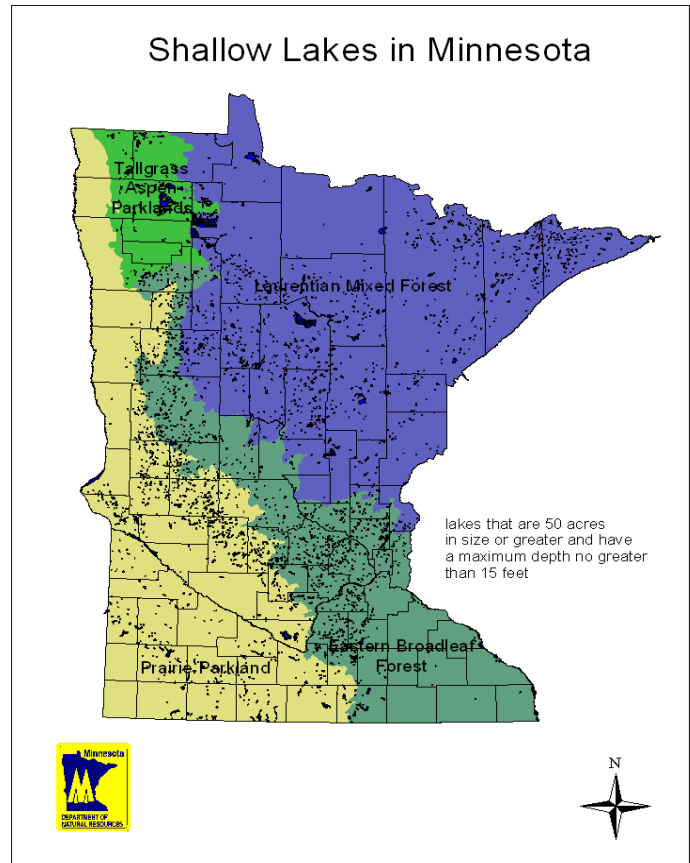 Shallow Lakes in Minnesota
Tallgrass
Aspen
Parklands
Laurentian Mixed Forest
lakes that are 50 acres
in size or greater and have
a maximum depth no greater
than 15 feet
Eastern Broadleaf
Forest
Prairie Parkland
Minnesota
DEPARTMENT OF
NATURAL RESOURCES
N